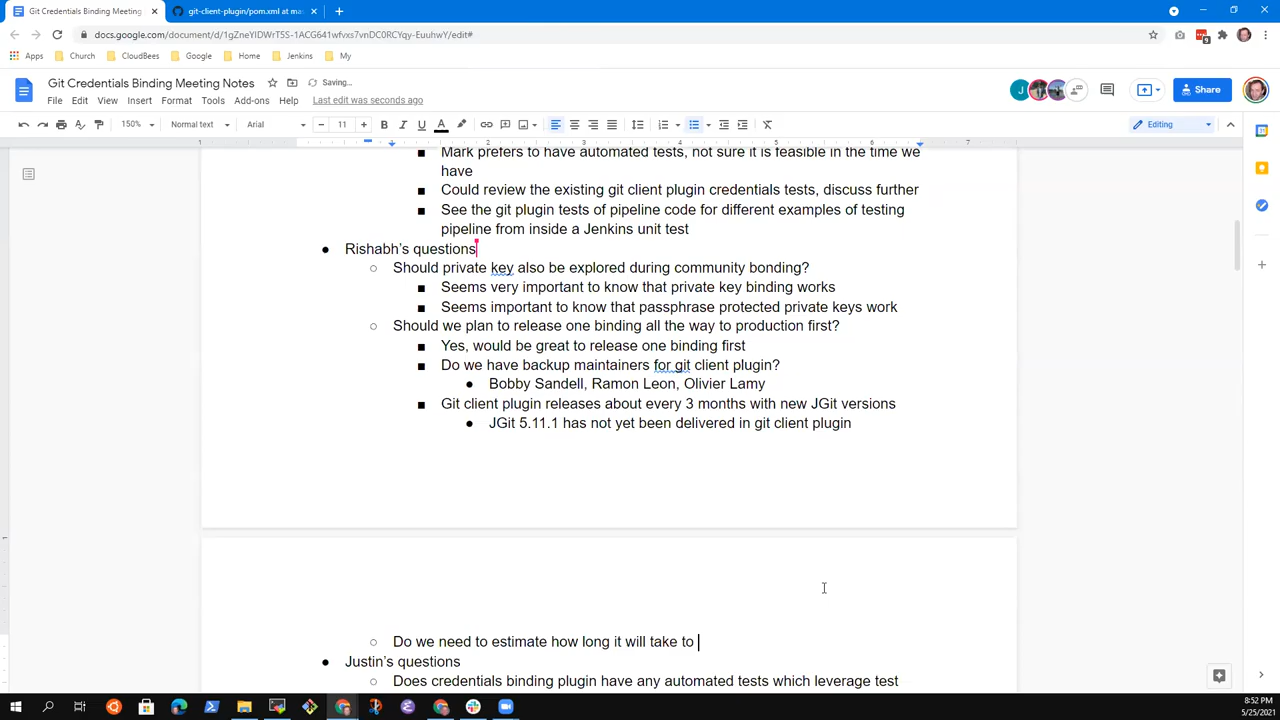 Git Credentials Binding Meeting
git-client-plugin/pom.xml at ma
docs.google.com/document/d/1gZneYIDWrTSS-1ACG641wfvxs7vnDC0RCYqy-EuuhwY/edit#
Apps Church CloudBees Google Home Jenkins My
Git Credentials Binding Meeting Notes Saving...
File Edit View Insert Format Tools Add-ons Help Last edit was seconds ago
J
Share
150% Normal text Arial 11 B I U A Editing
1 1 2 3 4 5 6 7
■ Mark prefers to have automated tests, not sure it is feasible in the time we
have
■ Could review the existing git client plugin credentials tests, discuss further
■ See the git plugin tests of pipeline code for different examples of testing
pipeline from inside a Jenkins unit test
● Rishabh's questions
○ Should private key also be explored during community bonding?
■ Seems very important to know that private key binding works
■ Seems important to know that passphrase protected private keys work
○ Should we plan to release one binding all the way to production first?
■ Yes, would be great to release one binding first
■ Do we have backup maintainers for git client plugin?
● Bobby Sandell, Ramon Leon, Olivier Lamy
■ Git client plugin releases about every 3 months with new JGit versions
● JGit 5.11.1 has not yet been delivered in git client plugin
○ Do we need to estimate how long it will take to
● Justin's questions
○ Does credentials binding plugin have any automated tests which leverage test
8:52 PM
5/25/2021